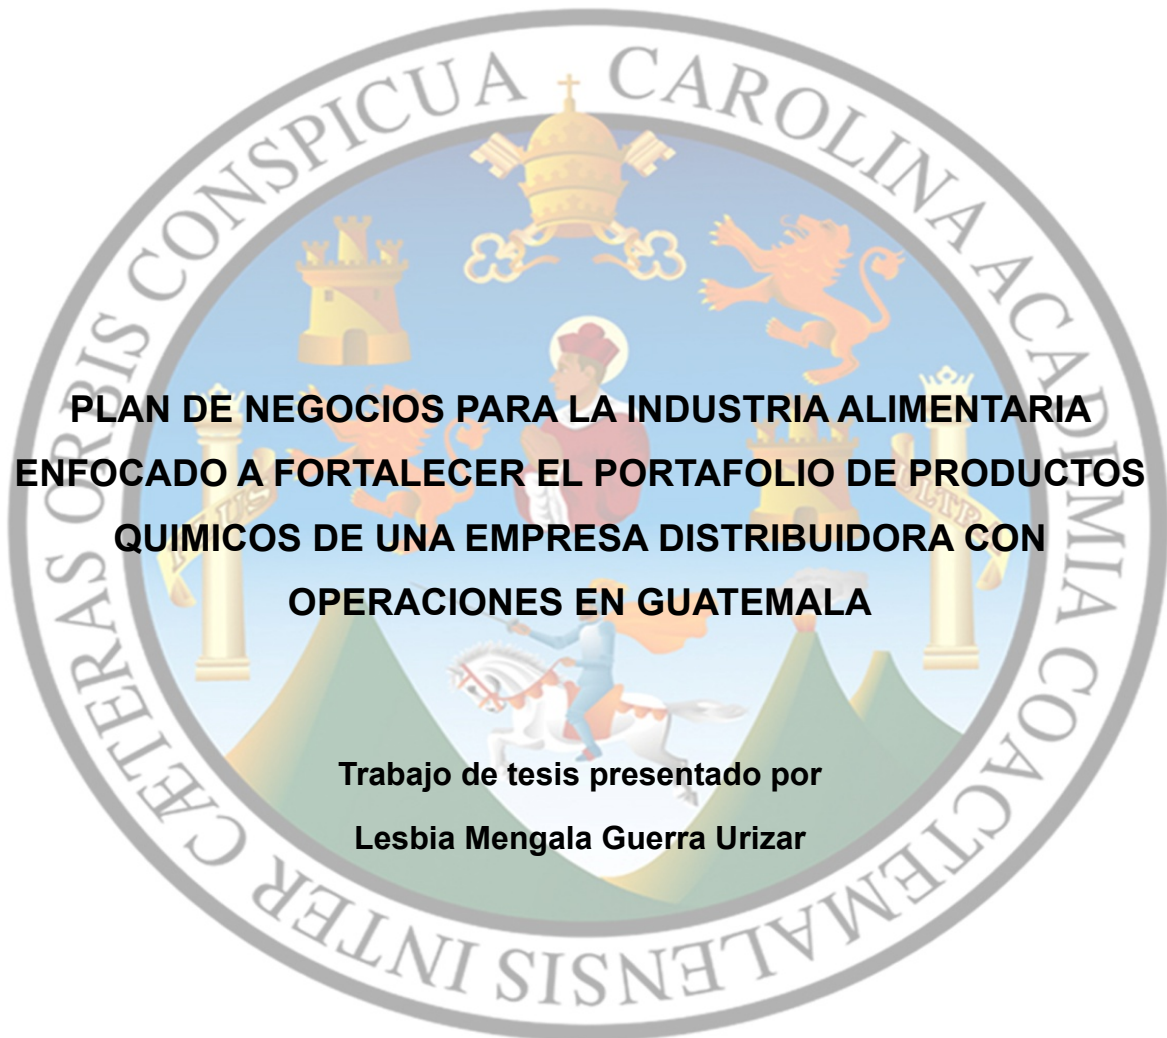 CAROLINA ACADEMIA COACTEMALENSIS INTER CÆTERAS ORBIS CONSPICUA
PLAN DE NEGOCIOS PARA LA INDUSTRIA ALIMENTARIA
ENFOCADO A FORTALECER EL PORTAFOLIO DE PRODUCTOS
QUIMICOS DE UNA EMPRESA DISTRIBUIDORA CON
OPERACIONES EN GUATEMALA
Trabajo de tesis presentado por
Lesbia Mengala Guerra Urizar